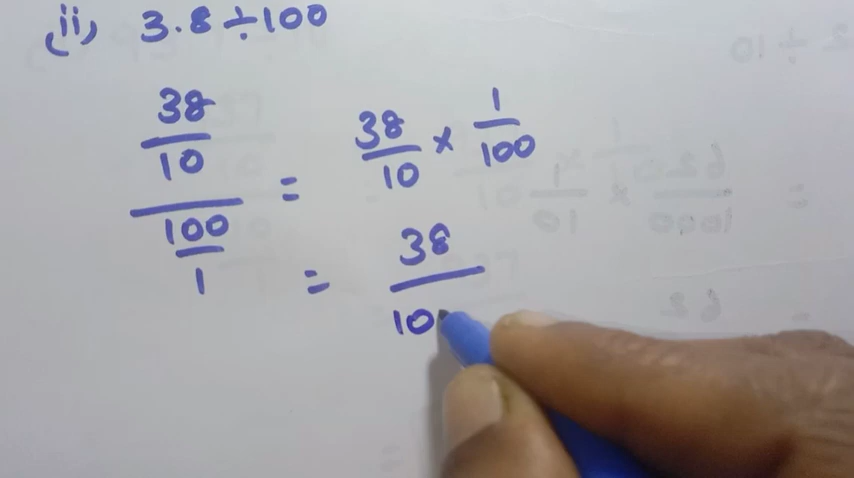 (ii) 3.8 ÷ 100
38/10 / 100/1 = 38/10 × 1/100
= 38/10